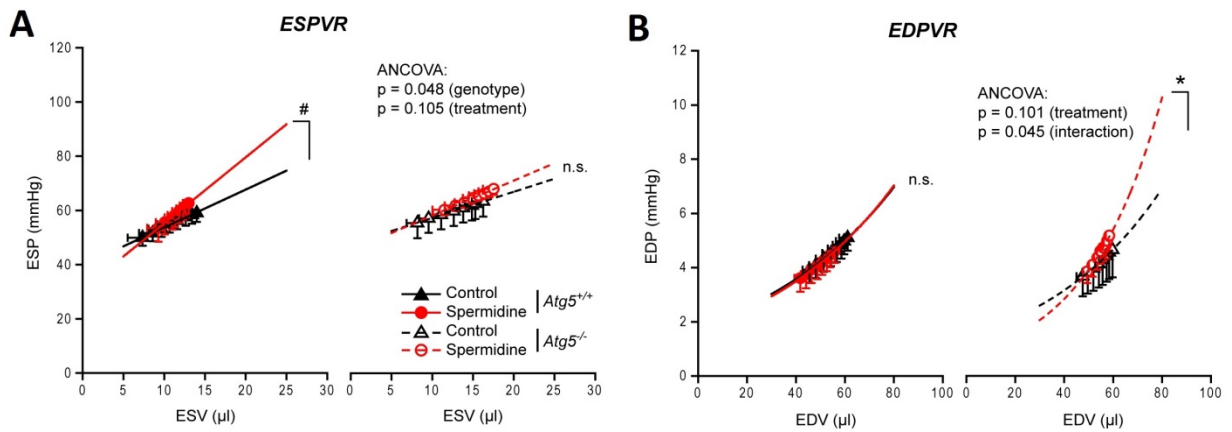 A
ESPVR
120
100
80
60
40
20
0
ESP (mmHg)
#
0 5 10 15 20 25 30
ESV (µl)
ANCOVA:
p = 0.048 (genotype)
p = 0.105 (treatment)
n.s.
Control
Spermidine
Atg5+/+
Control
Spermidine
Atg5-/-
0 5 10 15 20 25 30
ESV (µl)
B
EDPVR
12
10
8
6
4
2
0
EDP (mmHg)
n.s.
0 20 40 60 80 100
EDV (µl)
ANCOVA:
p = 0.101 (treatment)
p = 0.045 (interaction)
*
0 20 40 60 80 100
EDV (µl)